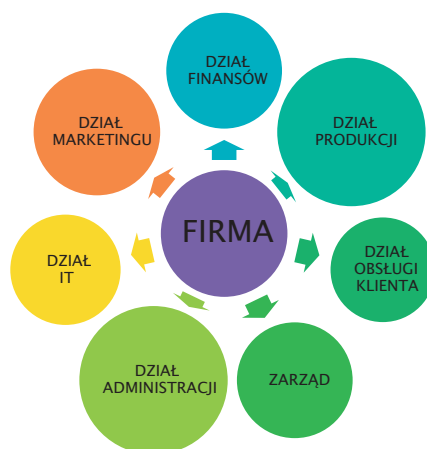 DZIAŁ
FINANSÓW
DZIAŁ
PRODUKCJI
DZIAŁ
OBSŁUGI
KLIENTA
ZARZĄD
DZIAŁ
ADMINISTRACJI
DZIAŁ
IT
DZIAŁ
MARKETINGU
FIRMA